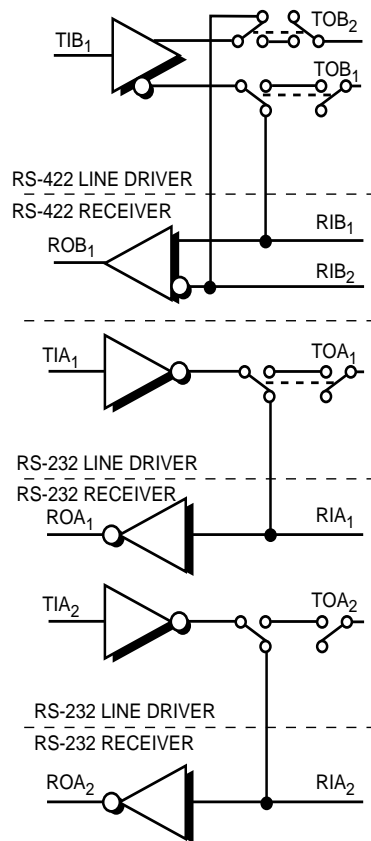 TIB1
TOB2
TOB1
RS-422 LINE DRIVER
RS-422 RECEIVER
ROB1
RIB1
RIB2
TIA1
TOA1
RS-232 LINE DRIVER
RS-232 RECEIVER
ROA1
RIA1
TIA2
TOA2
RS-232 LINE DRIVER
RS-232 RECEIVER
ROA2
RIA2